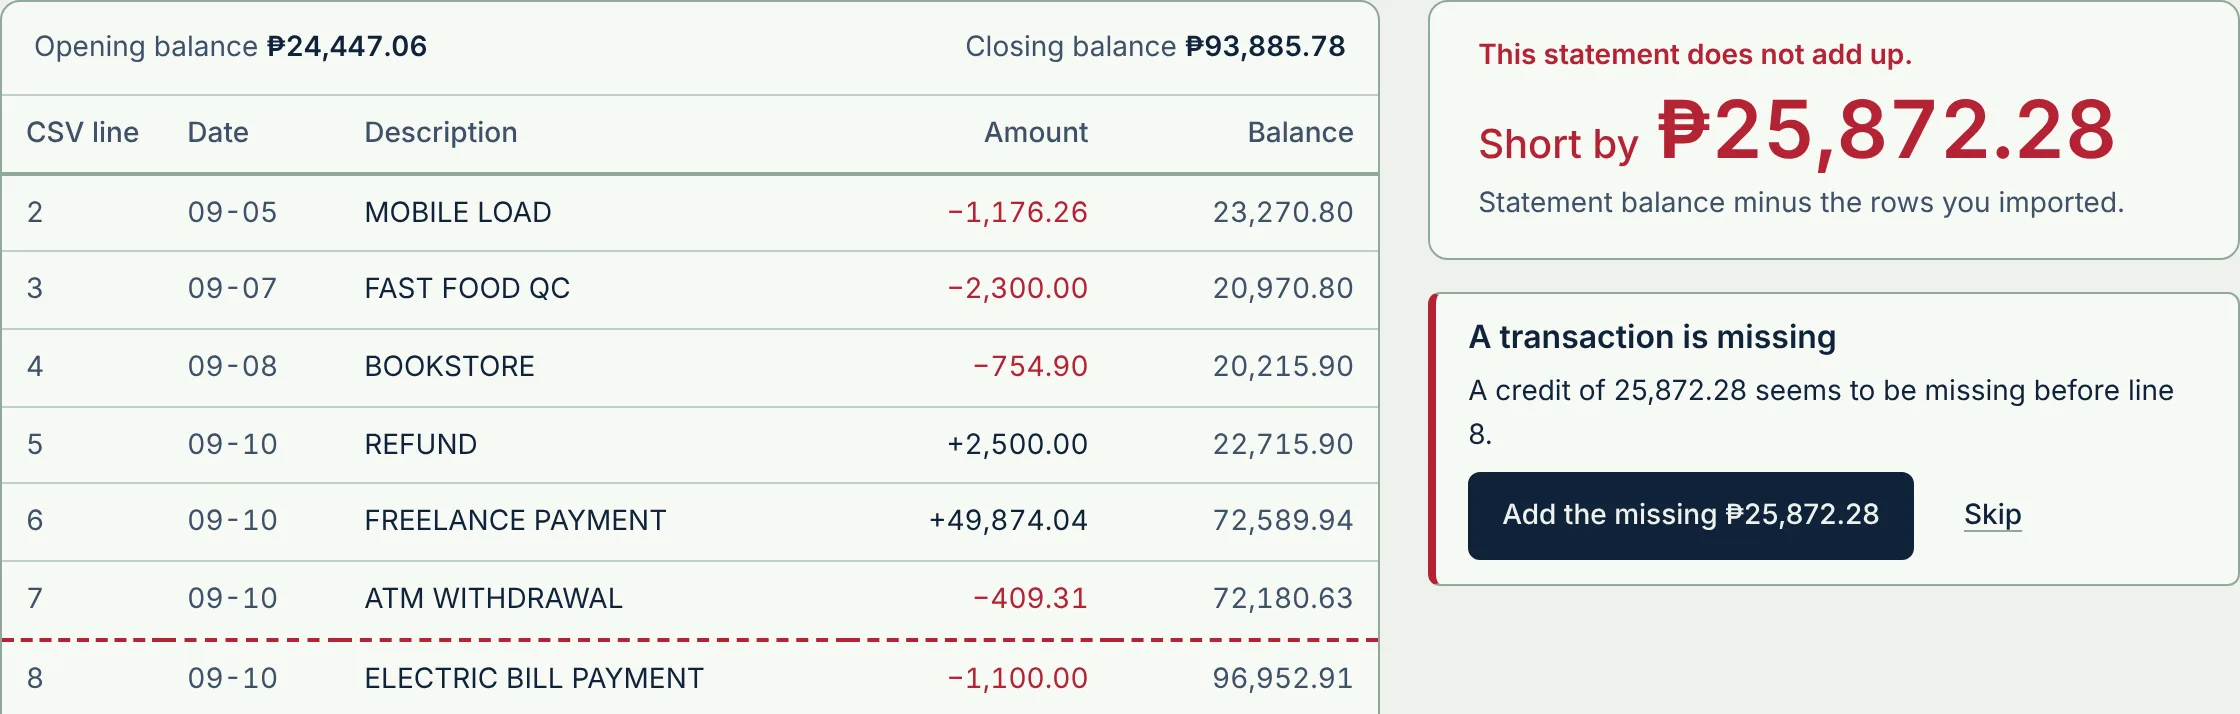 Opening balance ₱24,447.06 Closing balance ₱93,885.78
CSV line Date Description Amount Balance
2 09-05 MOBILE LOAD −1,176.26 23,270.80
3 09-07 FAST FOOD QC −2,300.00 20,970.80
4 09-08 BOOKSTORE −754.90 20,215.90
5 09-10 REFUND +2,500.00 22,715.90
6 09-10 FREELANCE PAYMENT +49,874.04 72,589.94
7 09-10 ATM WITHDRAWAL −409.31 72,180.63
8 09-10 ELECTRIC BILL PAYMENT −1,100.00 96,952.91
This statement does not add up.
Short by ₱25,872.28
Statement balance minus the rows you imported.
A transaction is missing
A credit of 25,872.28 seems to be missing before line
8.
Add the missing ₱25,872.28 Skip